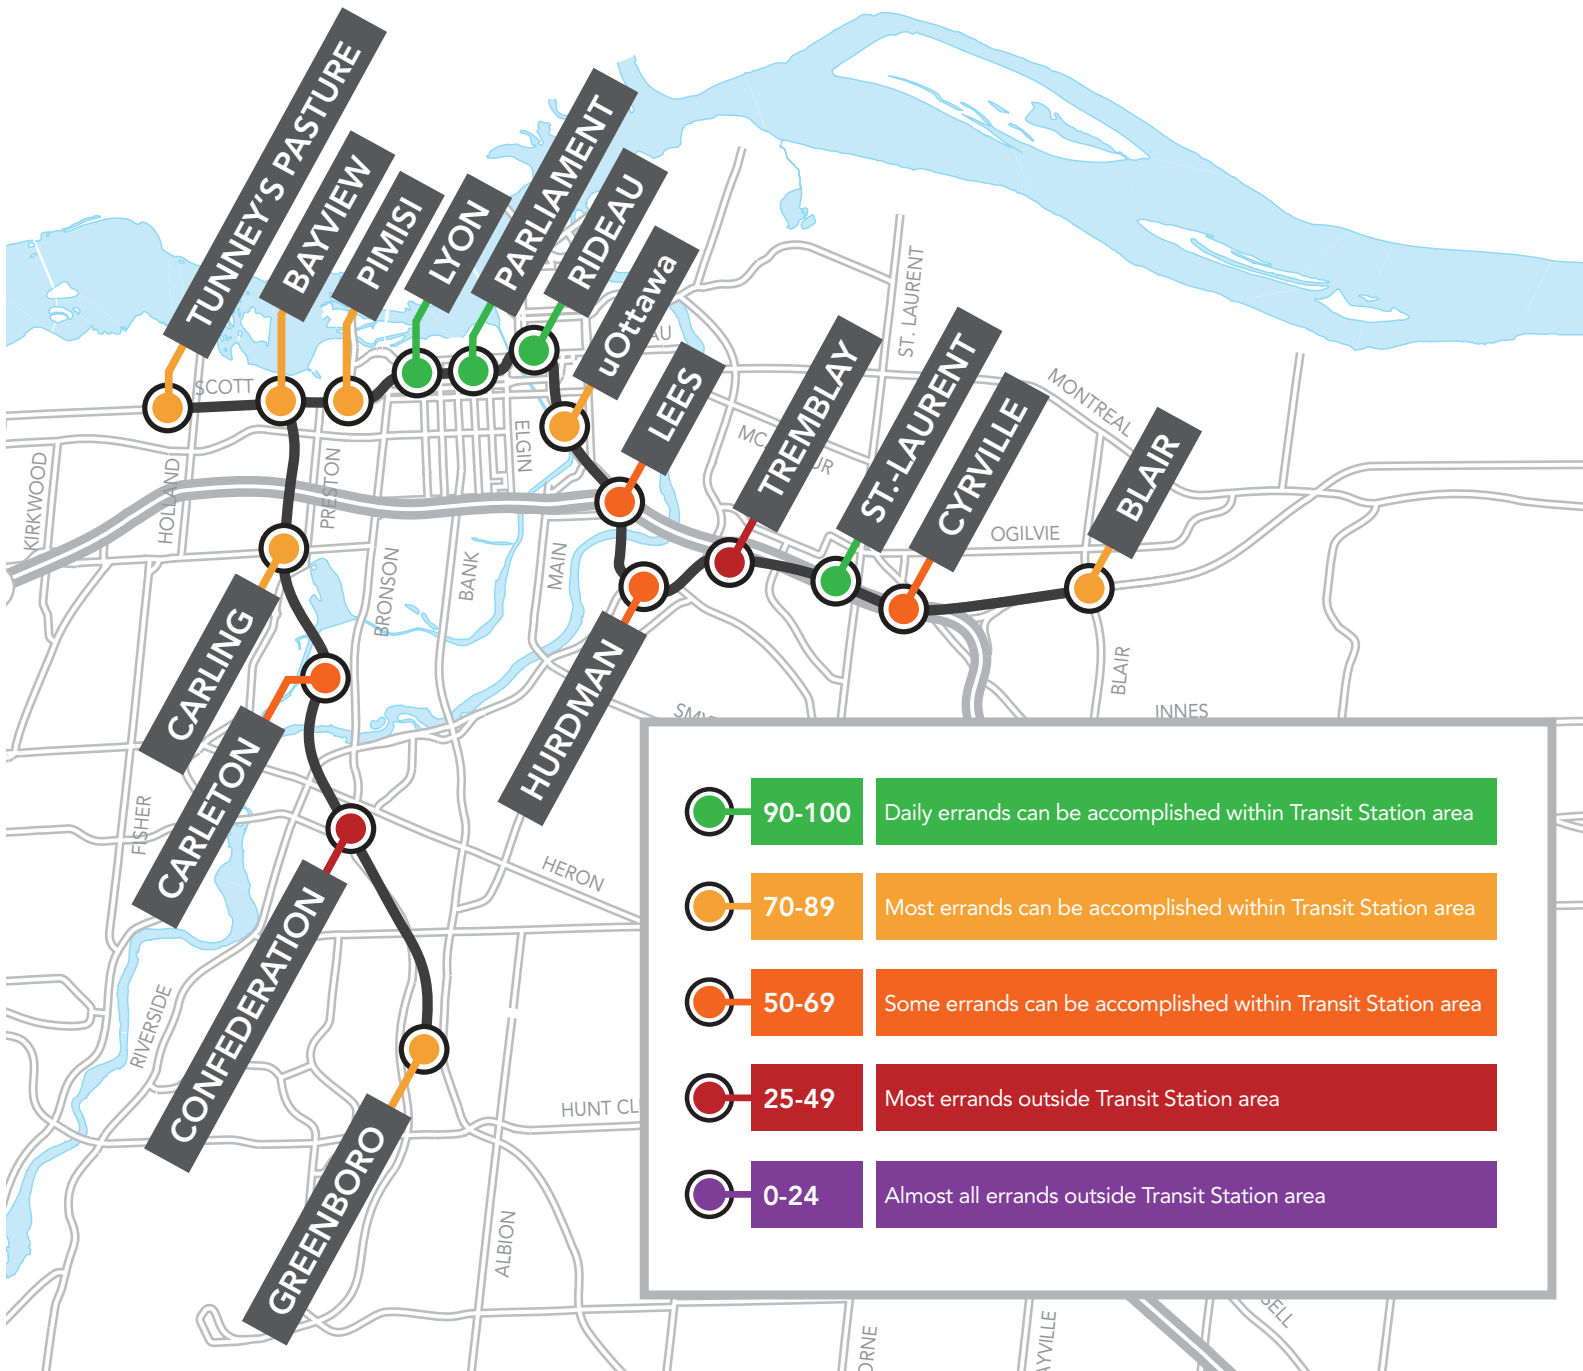 TUNNEY'S PASTURE
BAYVIEW
PIMISI
LYON
PARLIAMENT
RIDEAU
uOttawa
LEES
TREMBLAY
ST.-LAURENT
CYRVILLE
BLAIR
CARLING
CARLETON
CONFEDERATION
GREENBORO
HURDMAN
SCOTT
KIRKWOOD
HOLLAND
PRESTON
BRONSON
BANK
ELGIN
MAIN
ST. LAURENT
MONTREAL
OGILVIE
BLAIR
INNES
FISHER
HERON
RIVERSIDE
ALBION
90-100 Daily errands can be accomplished within Transit Station area
70-89 Most errands can be accomplished within Transit Station area
50-69 Some errands can be accomplished within Transit Station area
25-49 Most errands outside Transit Station area
0-24 Almost all errands outside Transit Station area
HUNT